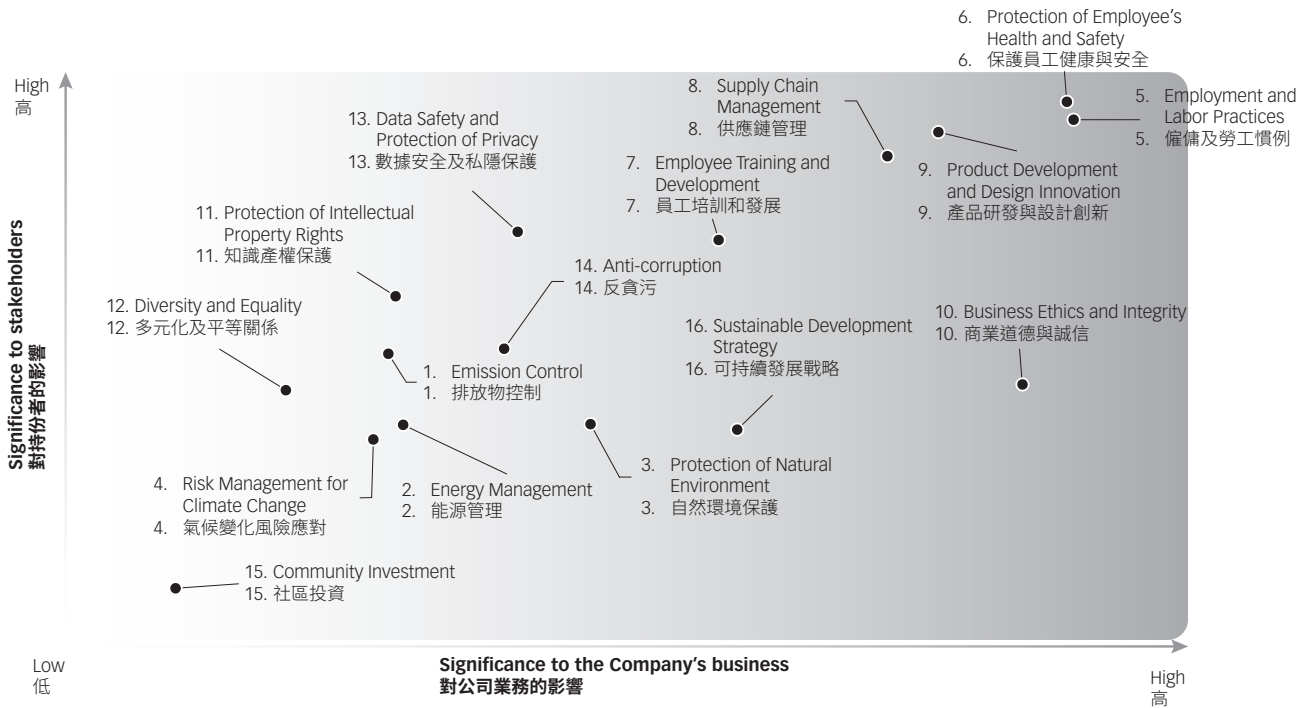 6. Protection of Employee's
Health and Safety
6. 保護員工健康與安全
High
高
8. Supply Chain
Management
8. 供應鏈管理
5. Employment and
Labor Practices
5. 僱傭及勞工慣例
13. Data Safety and
Protection of Privacy
13. 數據安全及私隱保護
7. Employee Training and
Development
7. 員工培訓和發展
9. Product Development
and Design Innovation
9. 產品研發與設計創新
11. Protection of Intellectual
Property Rights
11. 知識產權保護
14. Anti-corruption
14. 反貪污
12. Diversity and Equality
12. 多元化及平等關係
16. Sustainable Development
Strategy
16. 可持續發展戰略
10. Business Ethics and Integrity
10. 商業道德與誠信
1. Emission Control
1. 排放物控制
Significance to stakeholders
對持份者的影響
4. Risk Management for
Climate Change
4. 氣候變化風險應對
2. Energy Management
2. 能源管理
3. Protection of Natural
Environment
3. 自然環境保護
15. Community Investment
15. 社區投資
Low
低
Significance to the Company's business
對公司業務的影響
High
高